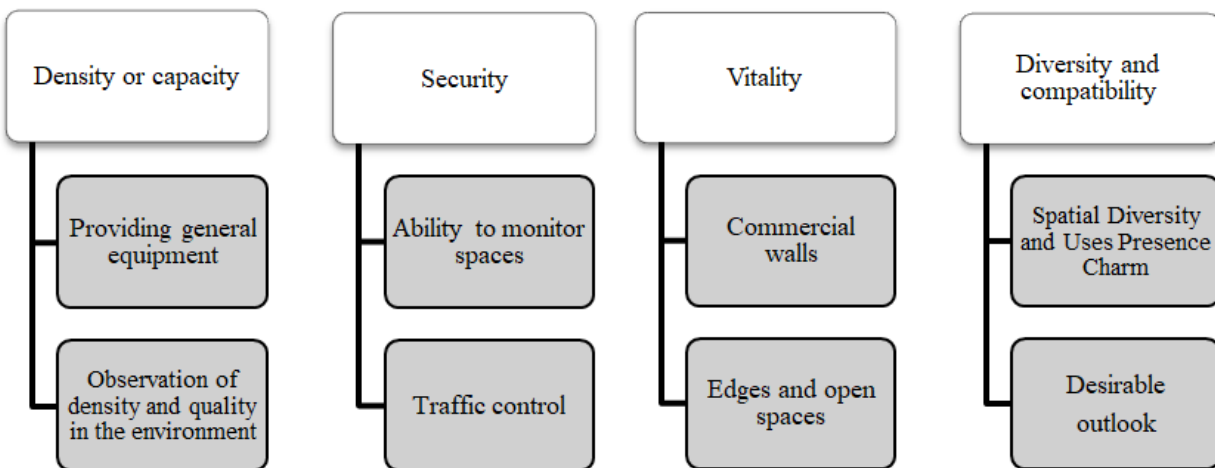 Density or capacity
Providing general
equipment
Observation of
density and quality
in the environment
Security
Ability to monitor
spaces
Traffic control
Vitality
Commercial
walls
Edges and open
spaces
Diversity and
compatibility
Spatial Diversity
and Uses Presence
Charm
Desirable
outlook